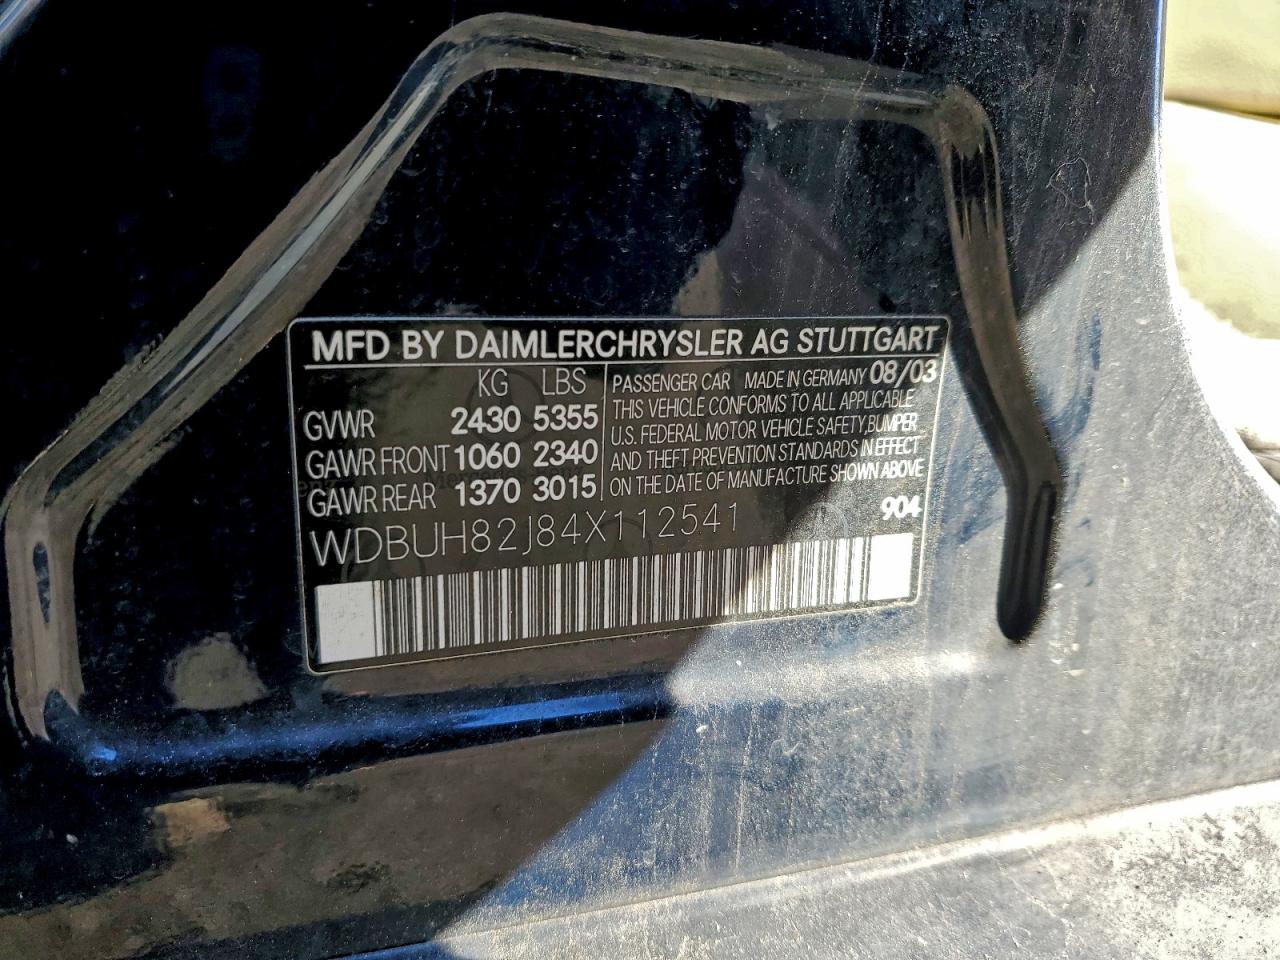 MFD BY DAIMLERCHRYSLER AG STUTTGART
KG LBS
GVWR 2430 5355
GAWR FRONT 1060 2340
GAWR REAR 1370 3015
PASSENGER CAR MADE IN GERMANY 08/03
THIS VEHICLE CONFORMS TO ALL APPLICABLE
U.S. FEDERAL MOTOR VEHICLE SAFETY,BUMPER
AND THEFT PREVENTION STANDARDS IN EFFECT
ON THE DATE OF MANUFACTURE SHOWN ABOVE
904
WDBUH82J84X112541